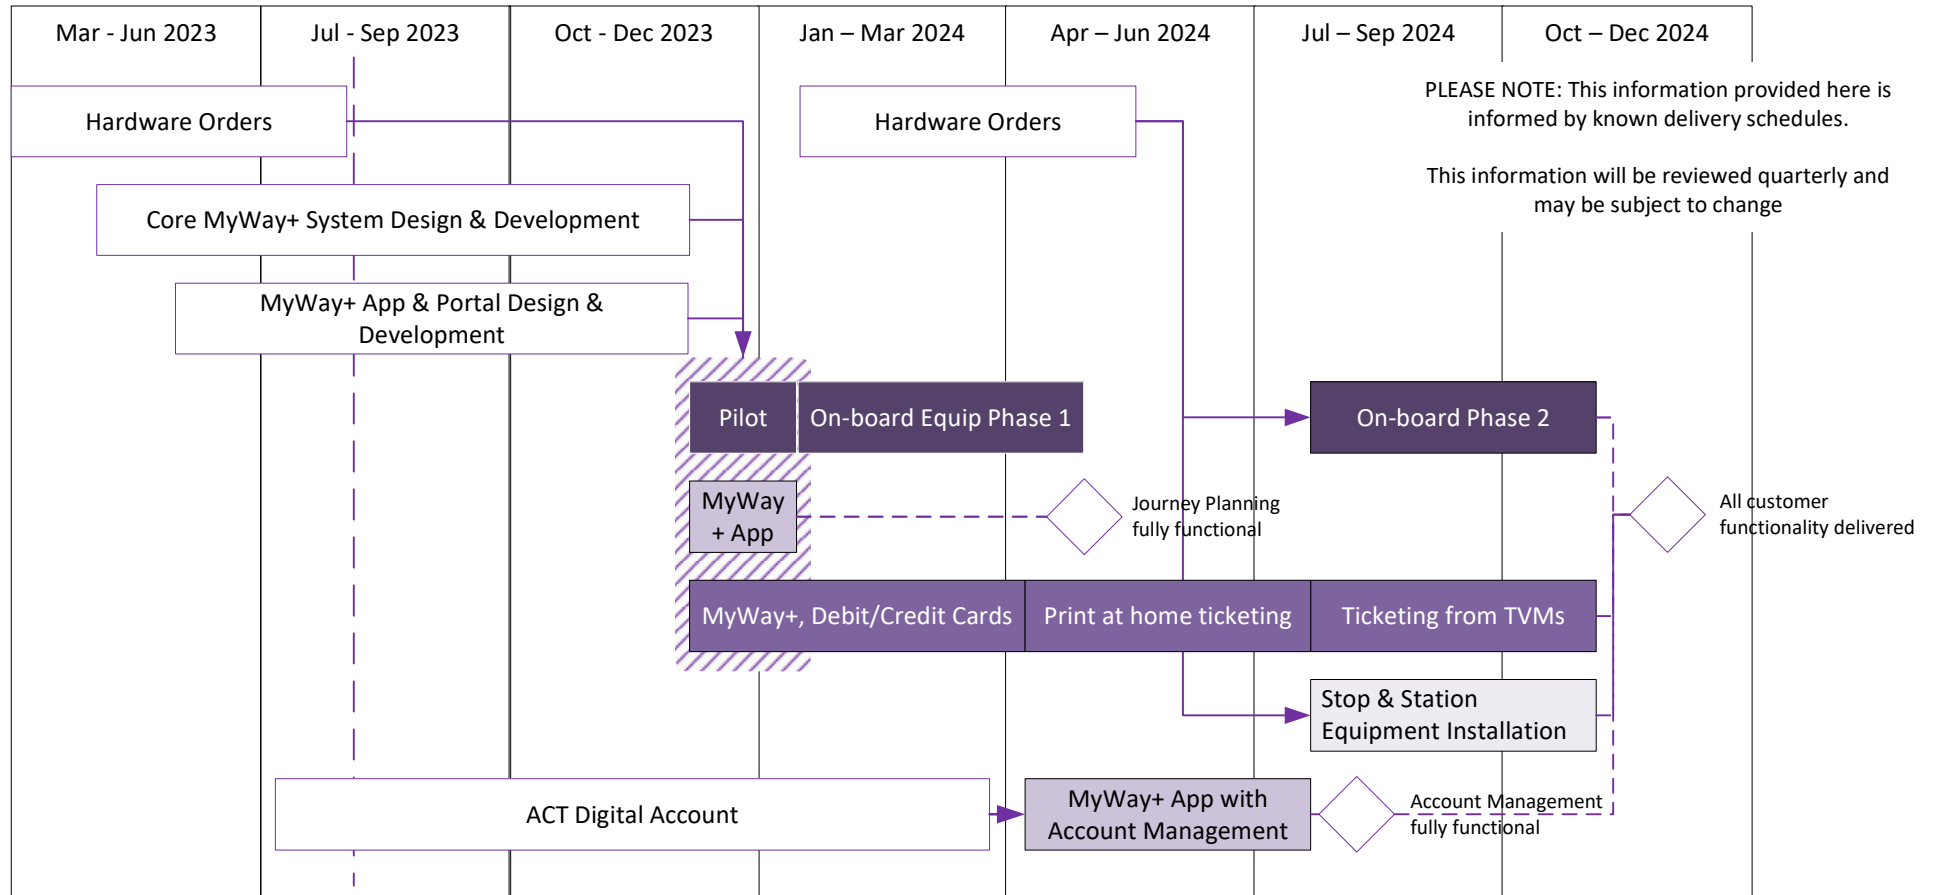 Mar - Jun 2023
Jul - Sep 2023
Oct - Dec 2023
Jan – Mar 2024
Apr – Jun 2024
Jul – Sep 2024
Oct – Dec 2024
PLEASE NOTE: This information provided here is
informed by known delivery schedules.
This information will be reviewed quarterly and
may be subject to change
Hardware Orders
Hardware Orders
Core MyWay+ System Design & Development
MyWay+ App & Portal Design &
Development
Pilot
On-board Equip Phase 1
On-board Phase 2
MyWay
+ App
Journey Planning
fully functional
All customer
functionality delivered
MyWay+, Debit/Credit Cards
Print at home ticketing
Ticketing from TVMs
Stop & Station
Equipment Installation
ACT Digital Account
MyWay+ App with
Account Management
Account Management
fully functional